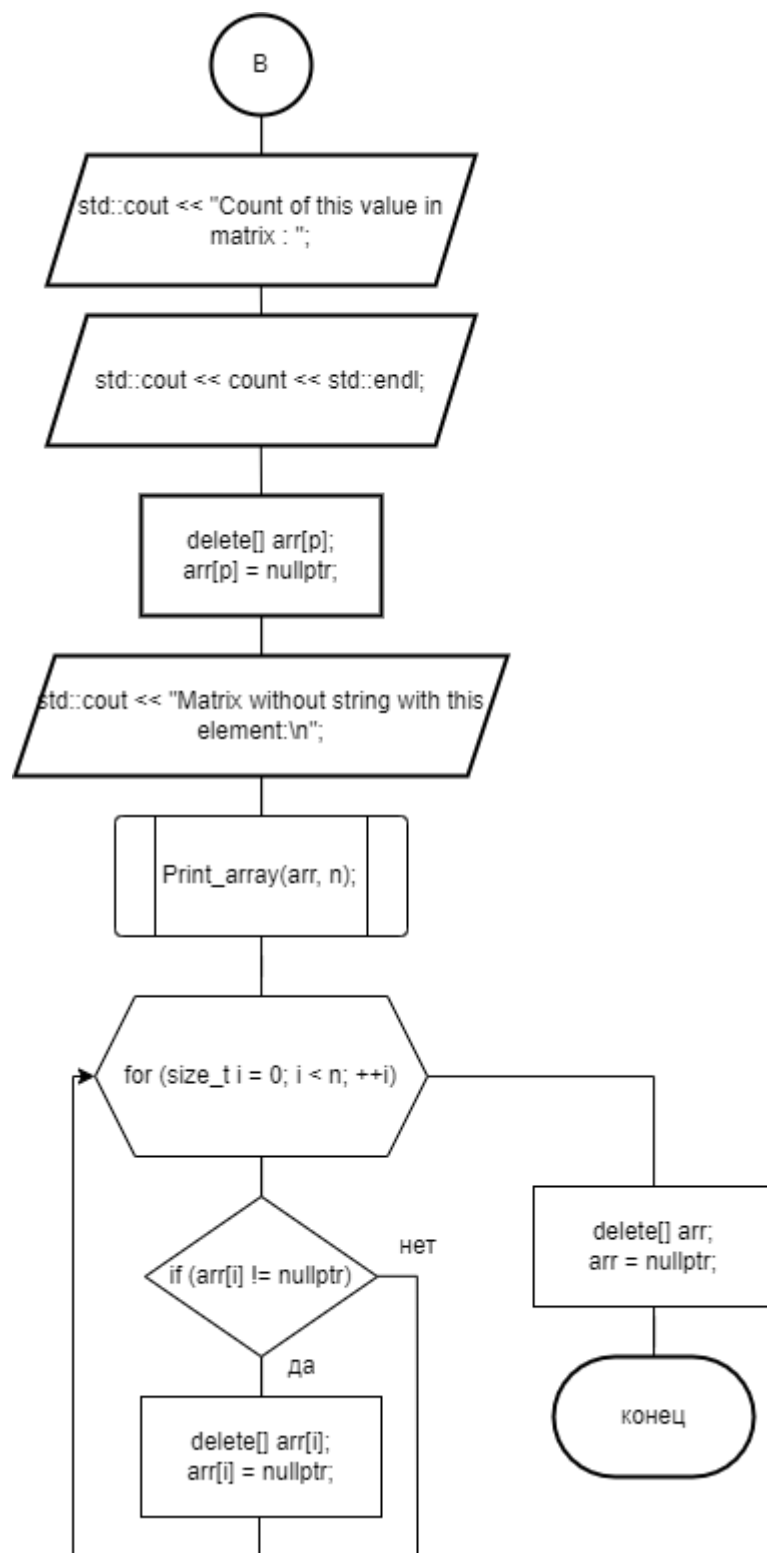 B
std::cout << "Count of this value in
matrix : ";
std::cout << count << std::endl;
delete[] arr[p];
arr[p] = nullptr;
std::cout << "Matrix without string with this
element:\n";
Print_array(arr, n);
for (size_t i = 0; i < n; ++i)
if (arr[i] != nullptr)
нет
да
delete[] arr[i];
arr[i] = nullptr;
delete[] arr;
arr = nullptr;
конец